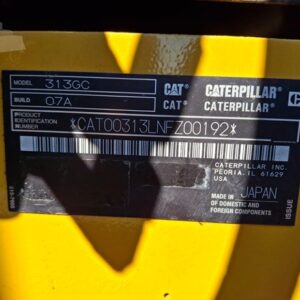 MODEL 313GC CAT CATERPILLAR
BUILD 07A CAT CATERPILLAR
PRODUCT
IDENTIFICATION
NUMBER *CAT00313LNFZ00192*
CATERPILLAR INC.
PEORIA, IL 61629
USA
MADE IN JAPAN
OF DOMESTIC AND
FOREIGN COMPONENTS
ISSUE